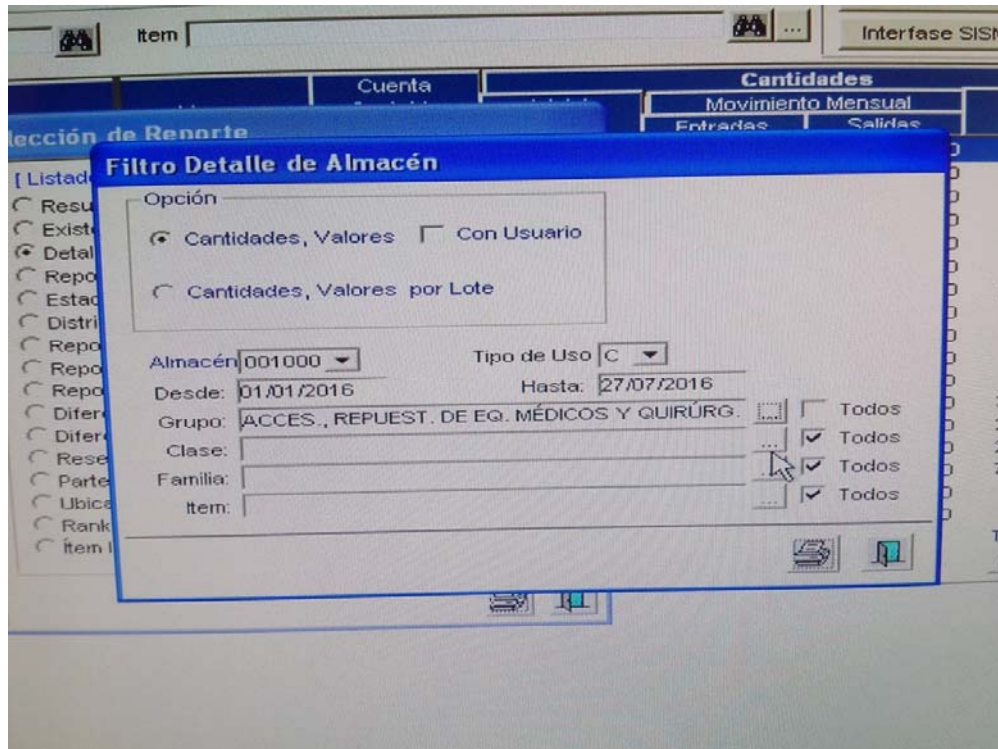 Item
...
Interfase SISM
Cuenta
Cantidades
Movimiento Mensual
Entradas
Salidas
lección de Reporte
Filtro Detalle de Almacén
[ Listad
Resu
Existe
Detal
Repo
Estad
Distri
Repo
Repo
Repo
Difer
Difer
Rese
Parte
Ubica
Rank
Ítem I
Opción
Cantidades, Valores
Con Usuario
Cantidades, Valores por Lote
Almacén 001000
Tipo de Uso C
Desde: 01/01/2016
Hasta: 27/07/2016
Grupo: ACCES., REPUEST. DE EQ. MÉDICOS Y QUIRÚRG. ... Todos
Clase: ... Todos
Familia: ... Todos
Item: ... Todos